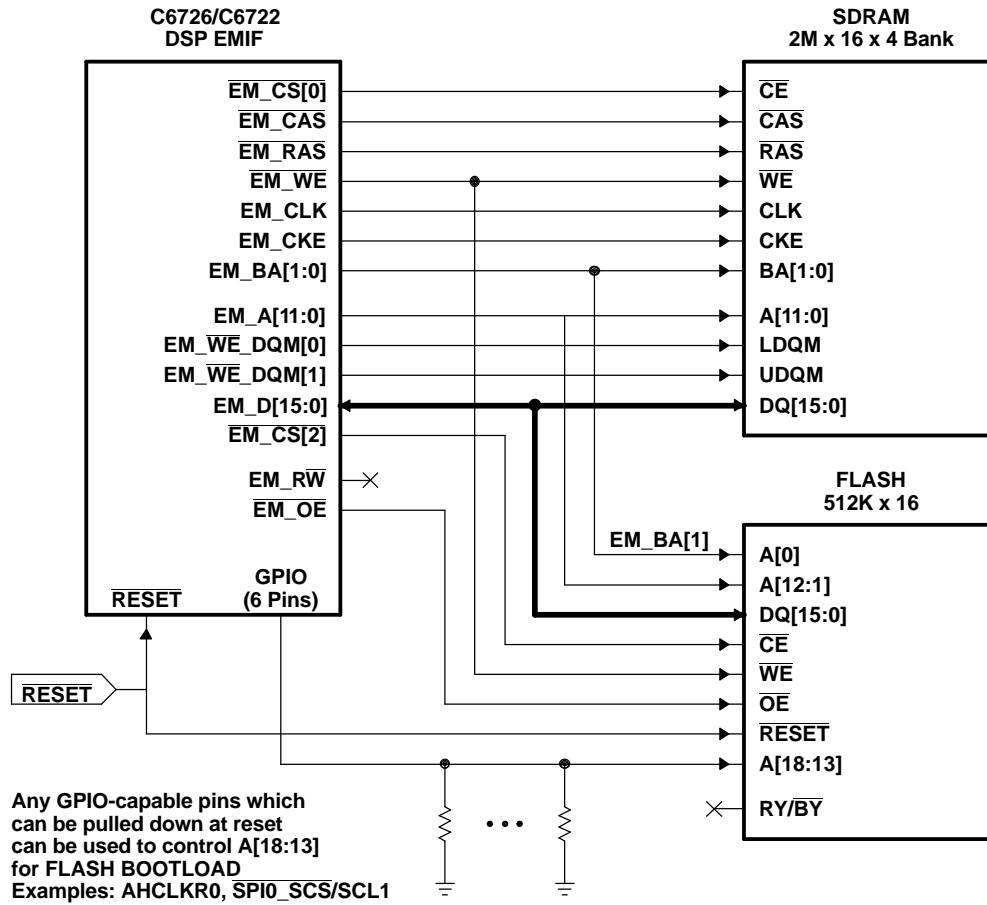 C6726/C6722
DSP EMIF
SDRAM
2M x 16 x 4 Bank
EM_CS[0]
EM_CAS
EM_RAS
EM_WE
EM_CLK
EM_CKE
EM_BA[1:0]
EM_A[11:0]
EM_WE_DQM[0]
EM_WE_DQM[1]
EM_D[15:0]
EM_CS[2]
EM_RW
EM_OE
GPIO
(6 Pins)
RESET
CE
CAS
RAS
WE
CLK
CKE
BA[1:0]
A[11:0]
LDQM
UDQM
DQ[15:0]
FLASH
512K x 16
EM_BA[1]
A[0]
A[12:1]
DQ[15:0]
CE
WE
OE
RESET
A[18:13]
RY/BY
RESET
Any GPIO-capable pins which
can be pulled down at reset
can be used to control A[18:13]
for FLASH BOOTLOAD
Examples: AHCLKR0, SPI0_SCS/SCL1